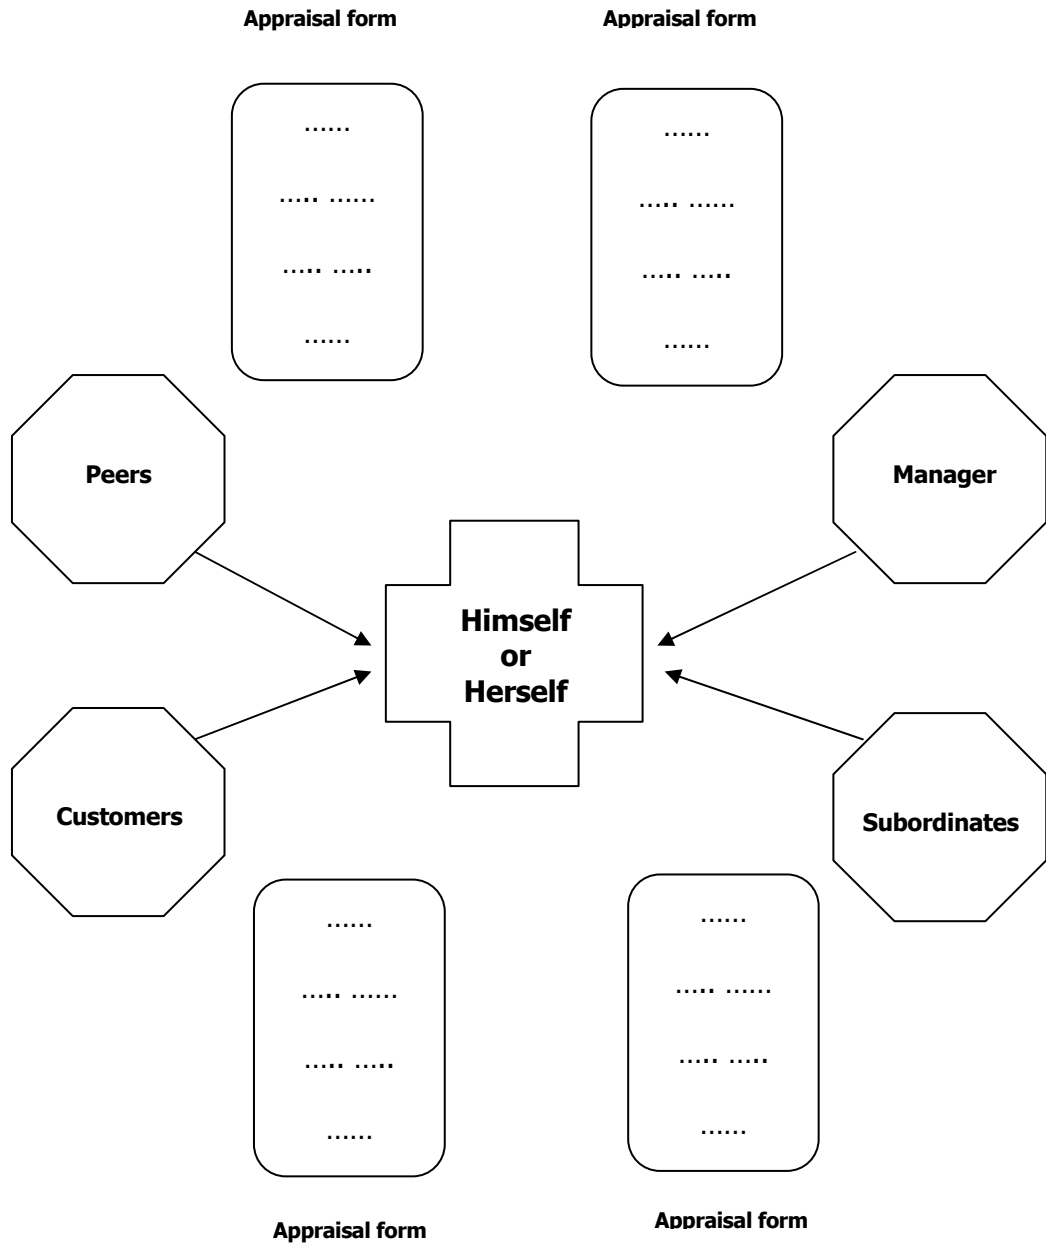 Appraisal form
Appraisal form
......
..... ......
..... .....
......
......
..... ......
..... .....
......
Peers
Manager
Himself
or
Herself
Customers
Subordinates
......
..... ......
..... .....
......
......
..... ......
..... .....
......
Appraisal form
Appraisal form